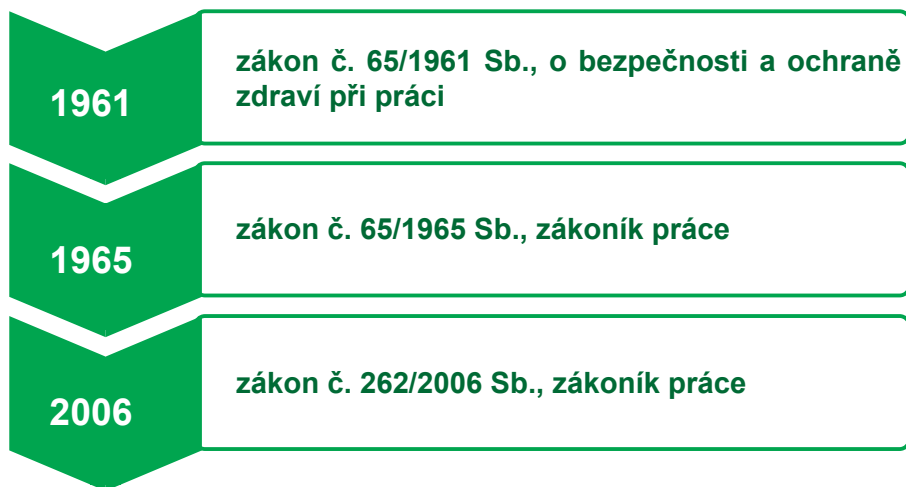 1961
zákon č. 65/1961 Sb., o bezpečnosti a ochraně
zdraví při práci
1965
zákon č. 65/1965 Sb., zákoník práce
2006
zákon č. 262/2006 Sb., zákoník práce